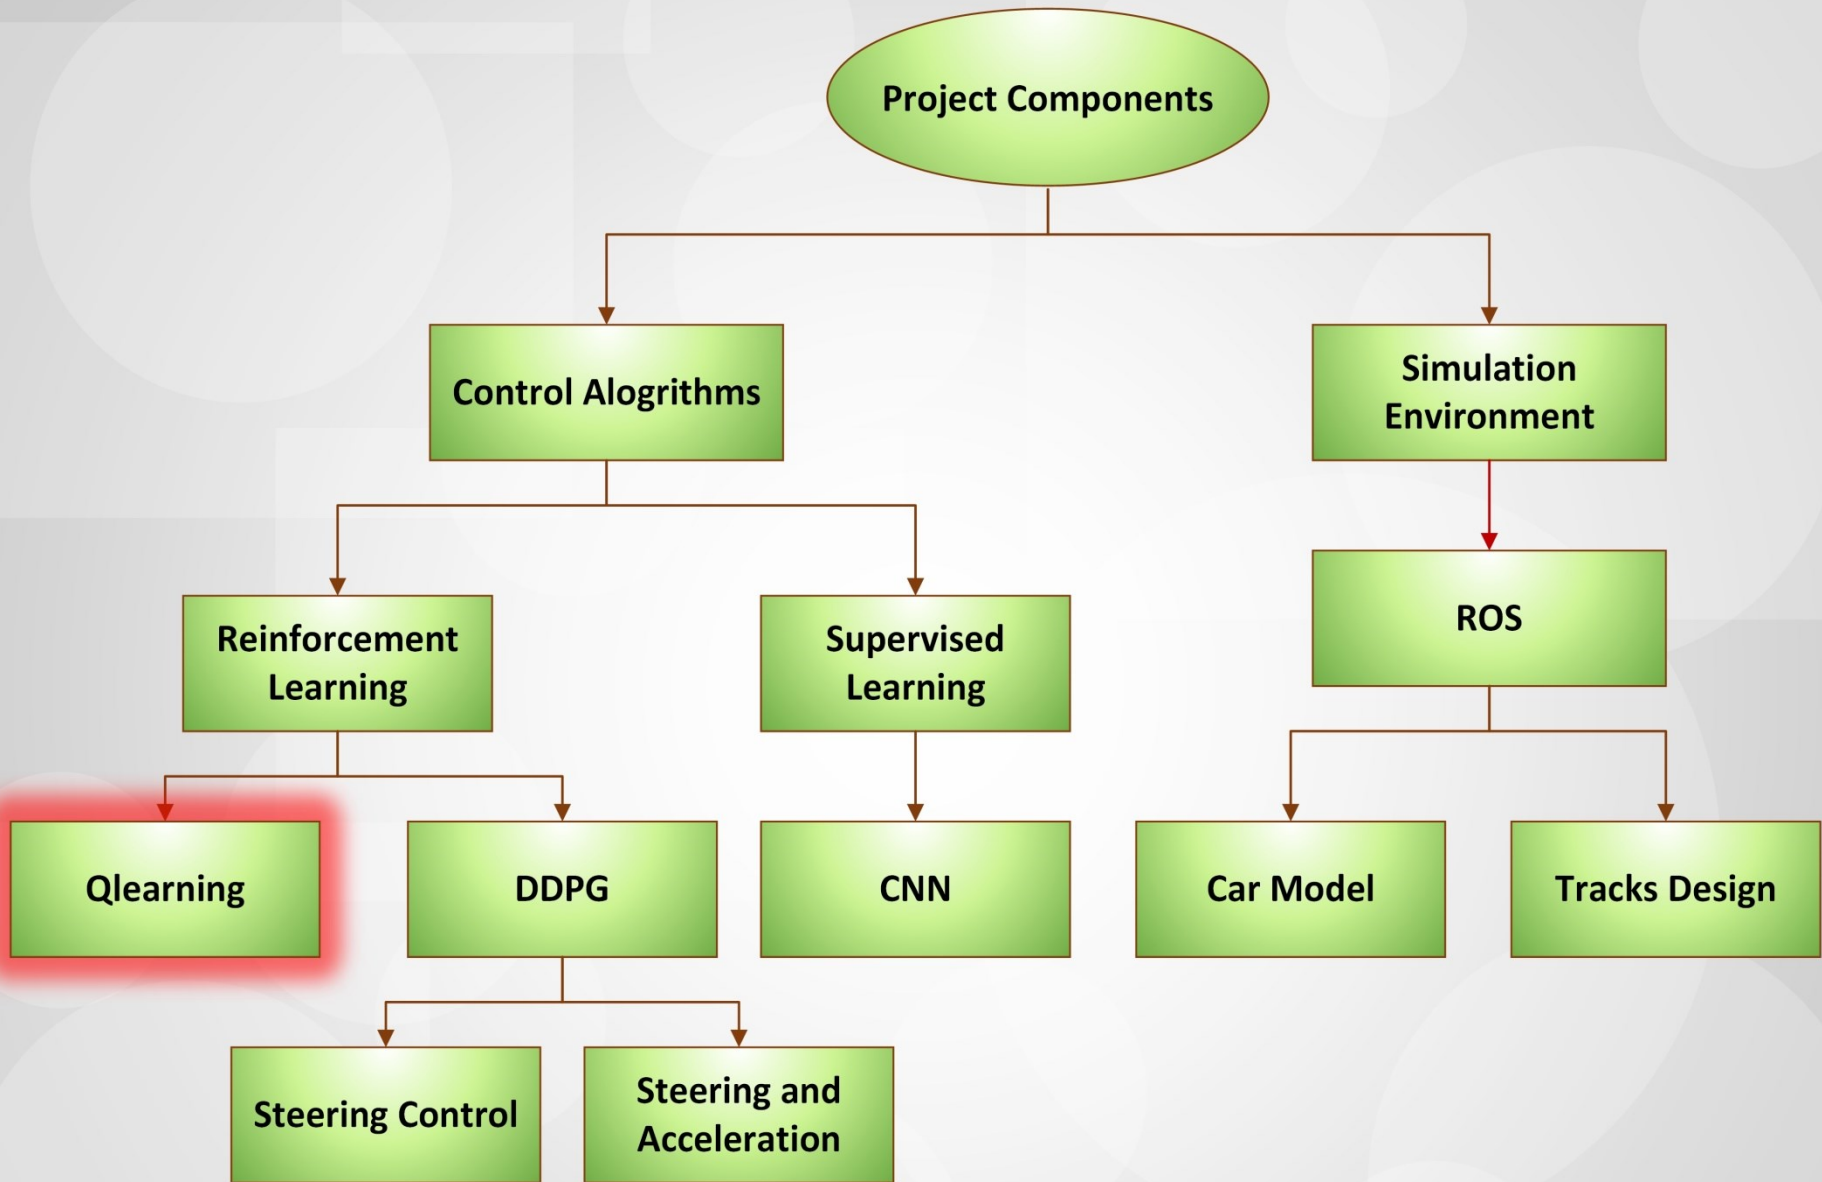 Project Components
Control Alogrithms
Simulation
Environment
Reinforcement
Learning
Supervised
Learning
ROS
Qlearning
DDPG
CNN
Car Model
Tracks Design
Steering Control
Steering and
Acceleration